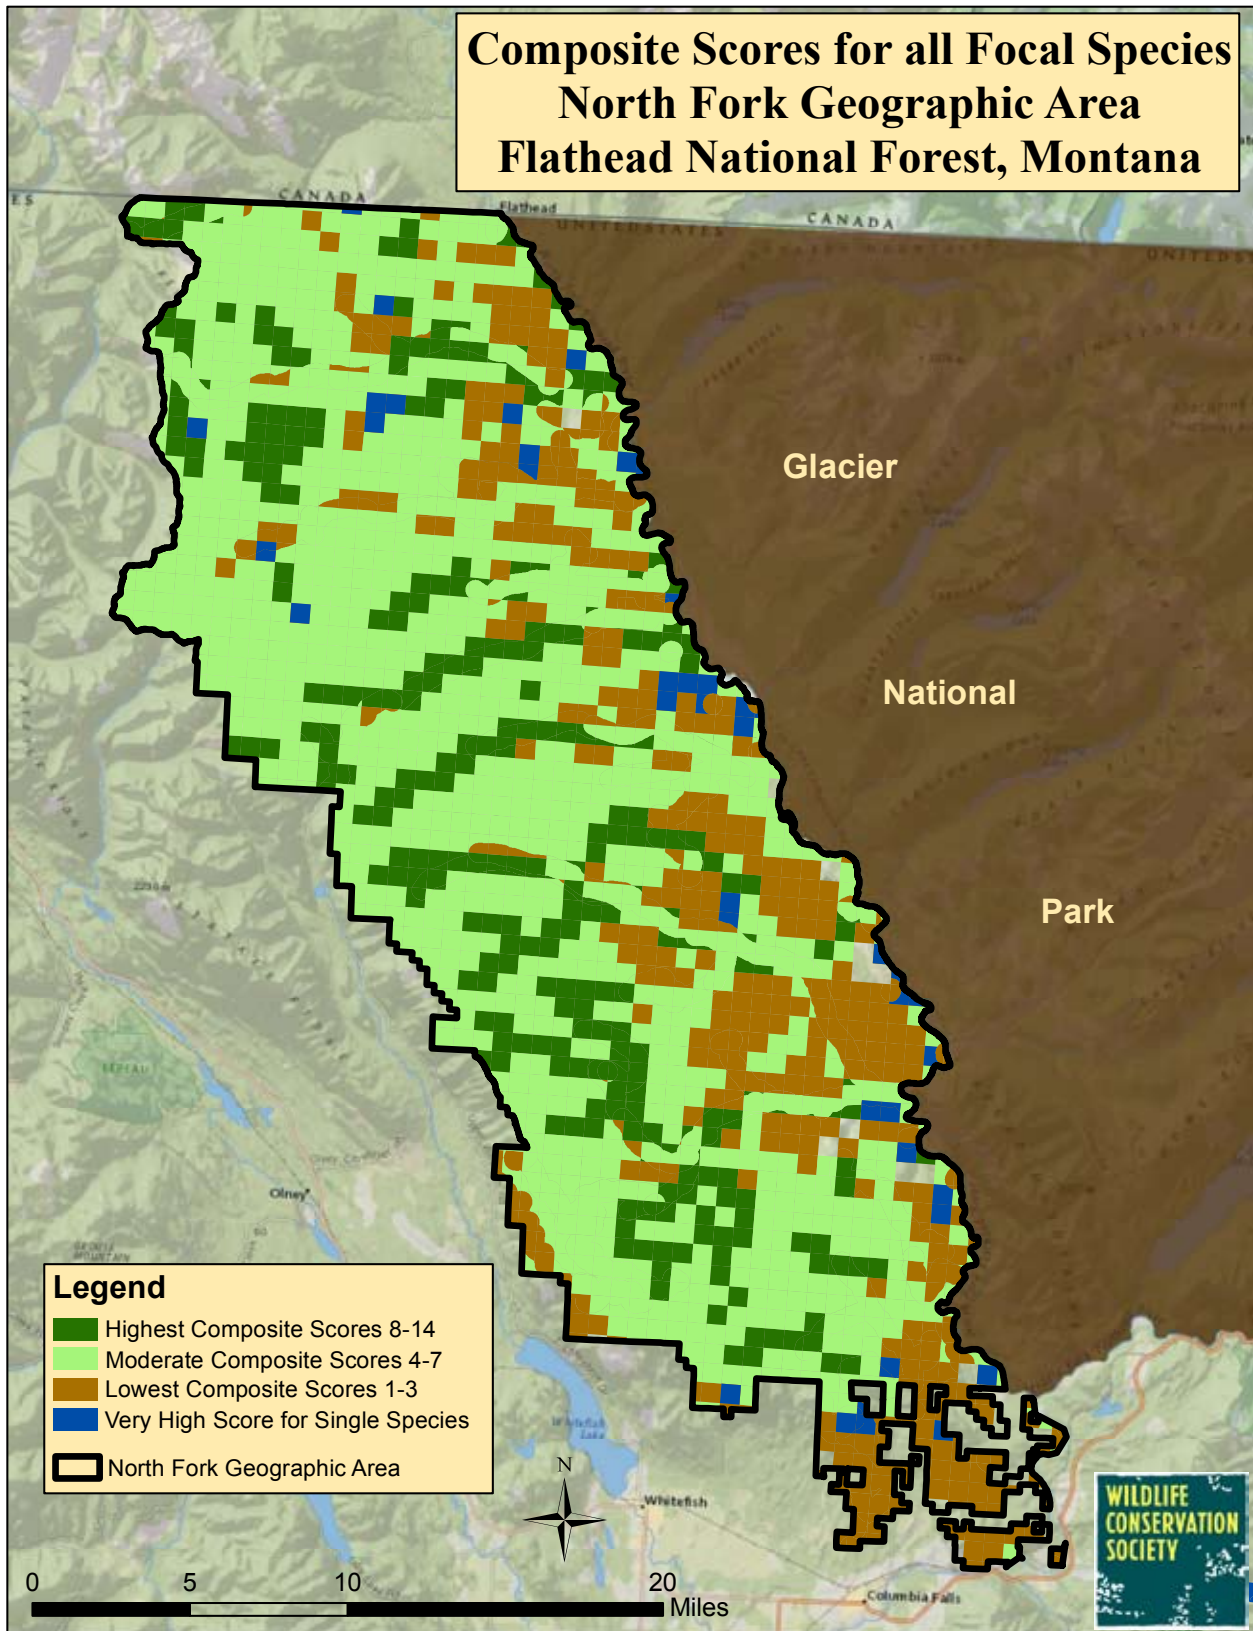 Composite Scores for all Focal Species
North Fork Geographic Area
Flathead National Forest, Montana
CANADA
Flathead
CANADA
UNITED STATES
Glacier
National
Park
Olney
Legend
Highest Composite Scores 8-14
Moderate Composite Scores 4-7
Lowest Composite Scores 1-3
Very High Score for Single Species
North Fork Geographic Area
Whitefish
Lake
N
Whitefish
WILDLIFE
CONSERVATION
SOCIETY
0 5 10 20
Miles
Columbia Falls